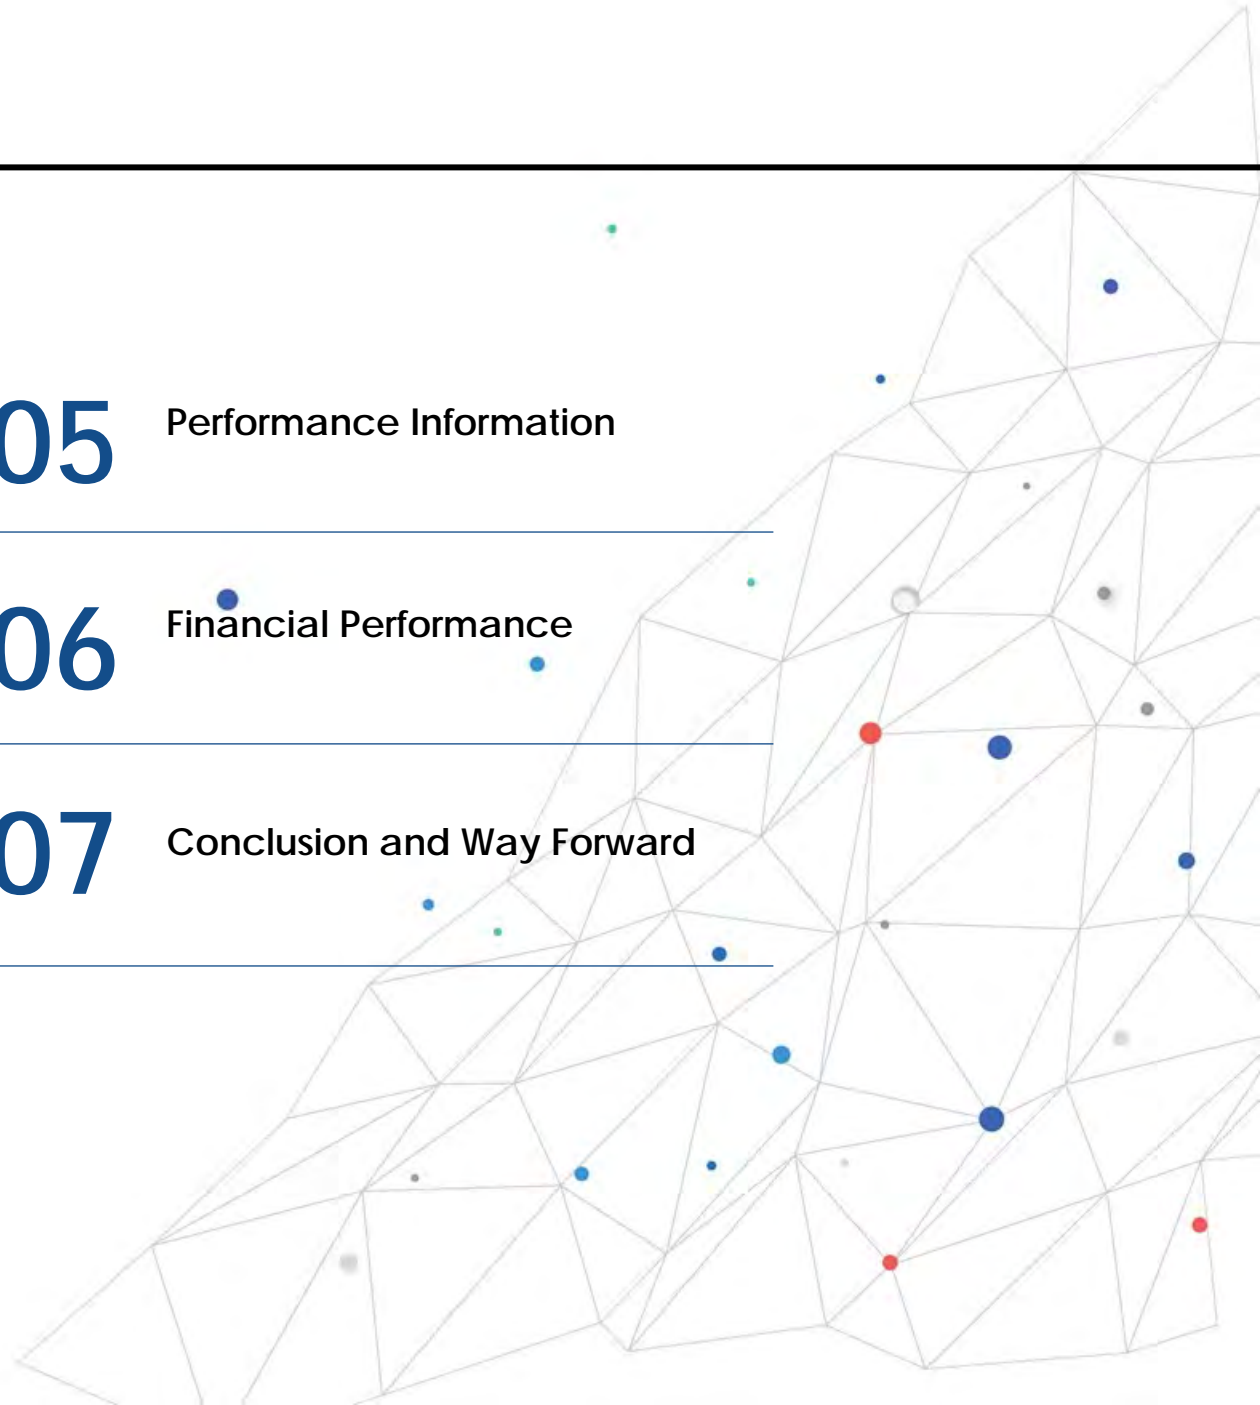 05 Performance Information
06 Financial Performance
07 Conclusion and Way Forward